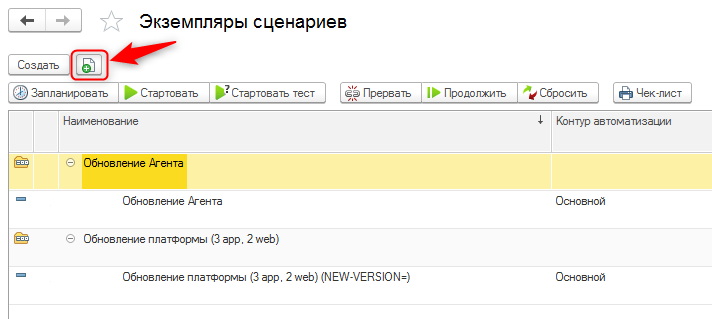 Экземпляры сценариев
Создать
Запланировать Стартовать ? Стартовать тест Прервать Продолжить Сбросить Чек-лист
Наименование ↓ Контур автоматизации
Обновление Агента
Обновление Агента Основной
Обновление платформы (3 app, 2 web)
Обновление платформы (3 app, 2 web) (NEW-VERSION=) Основной